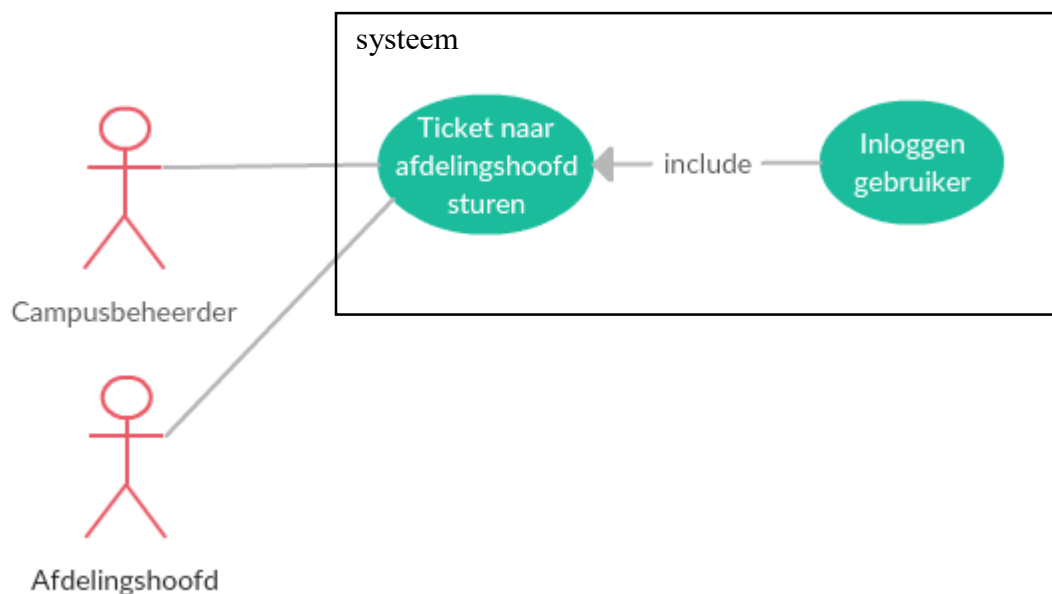 systeem
Ticket naar
afdelingshoofd
sturen
include
Inloggen
gebruiker
Campusbeheerder
Afdelingshoofd